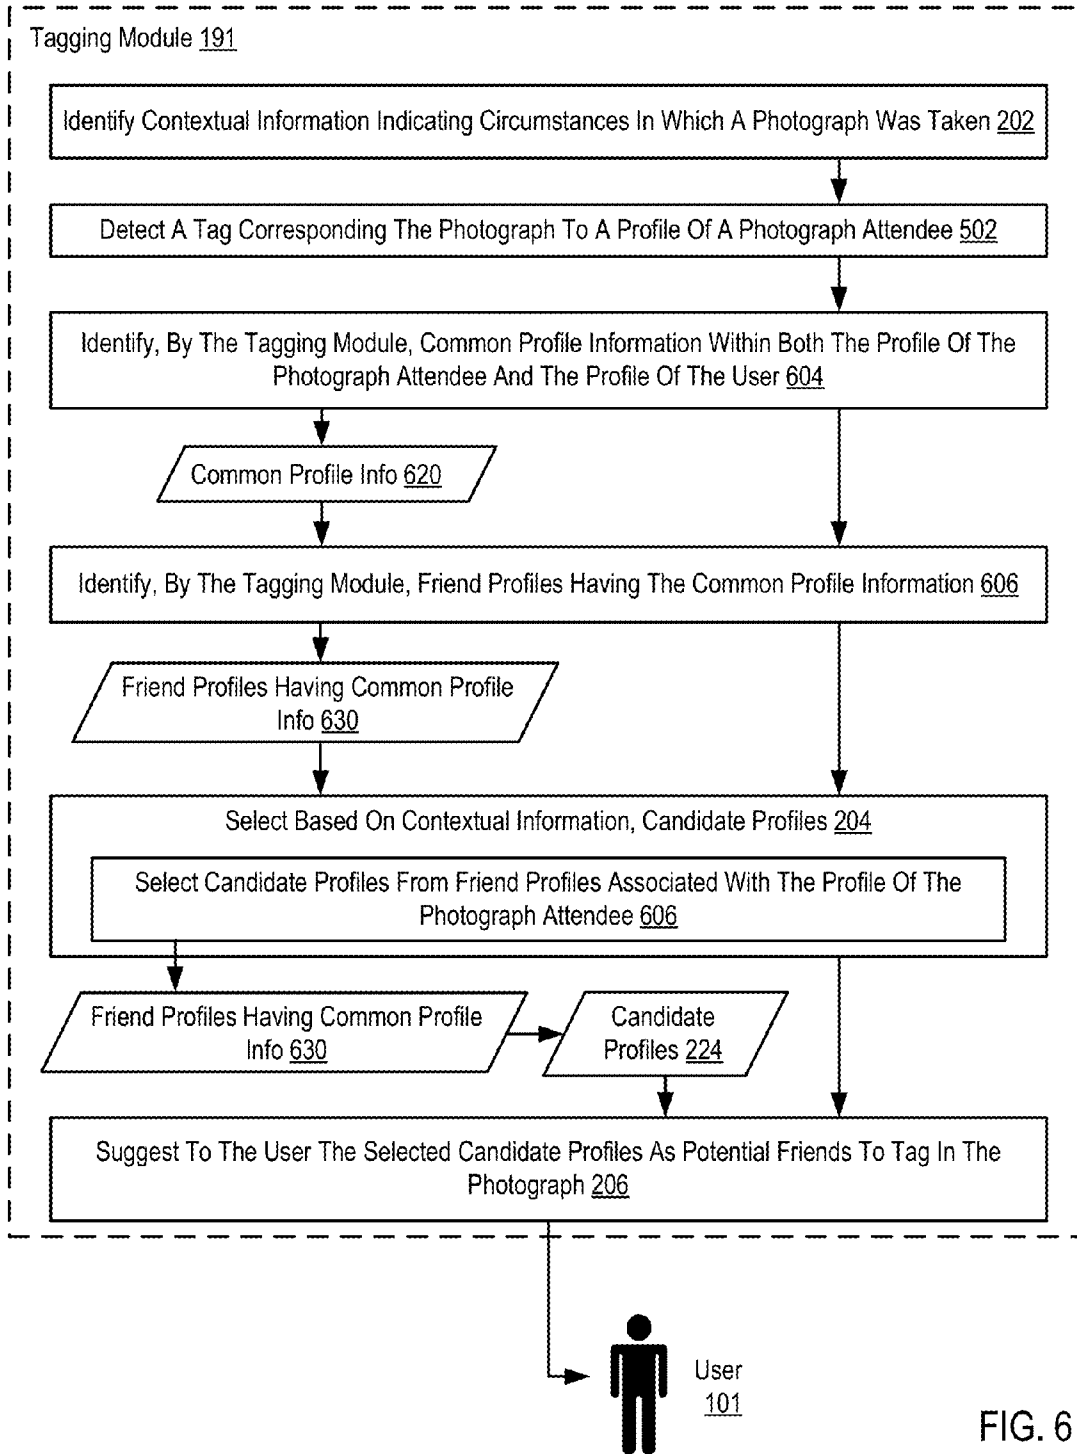 Tagging Module 191
Identify Contextual Information Indicating Circumstances In Which A Photograph Was Taken 202
Detect A Tag Corresponding The Photograph To A Profile Of A Photograph Attendee 502
Identify, By The Tagging Module, Common Profile Information Within Both The Profile Of The
Photograph Attendee And The Profile Of The User 604
Common Profile Info 620
Identify, By The Tagging Module, Friend Profiles Having The Common Profile Information 606
Friend Profiles Having Common Profile
Info 630
Select Based On Contextual Information, Candidate Profiles 204
Select Candidate Profiles From Friend Profiles Associated With The Profile Of The
Photograph Attendee 606
Friend Profiles Having Common Profile
Info 630
Candidate
Profiles 224
Suggest To The User The Selected Candidate Profiles As Potential Friends To Tag In The
Photograph 206
User
101
FIG. 6